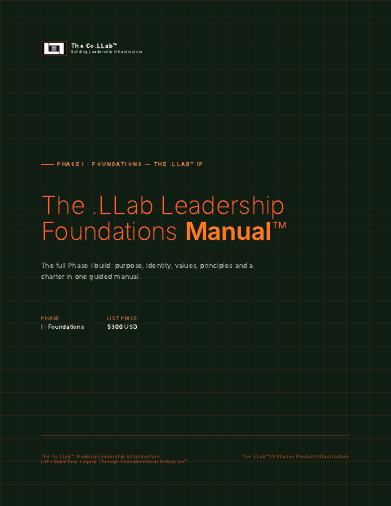 The Co.LLab™
Building Leadership Infrastructure
PHASE I · FOUNDATIONS — THE .LLAB™ IP
The .LLab Leadership
Foundations Manual™
The full Phase I build: purpose, identity, values, principles and a
charter in one guided manual.
PHASE LIST PRICE
I · Foundations $300 USD
The Co.LLab™ Building Leadership Infrastructure The .LLab™ IV Phases Product Infrastructure
Let's Build Your Legacy Through Omnidirectional Enterprise